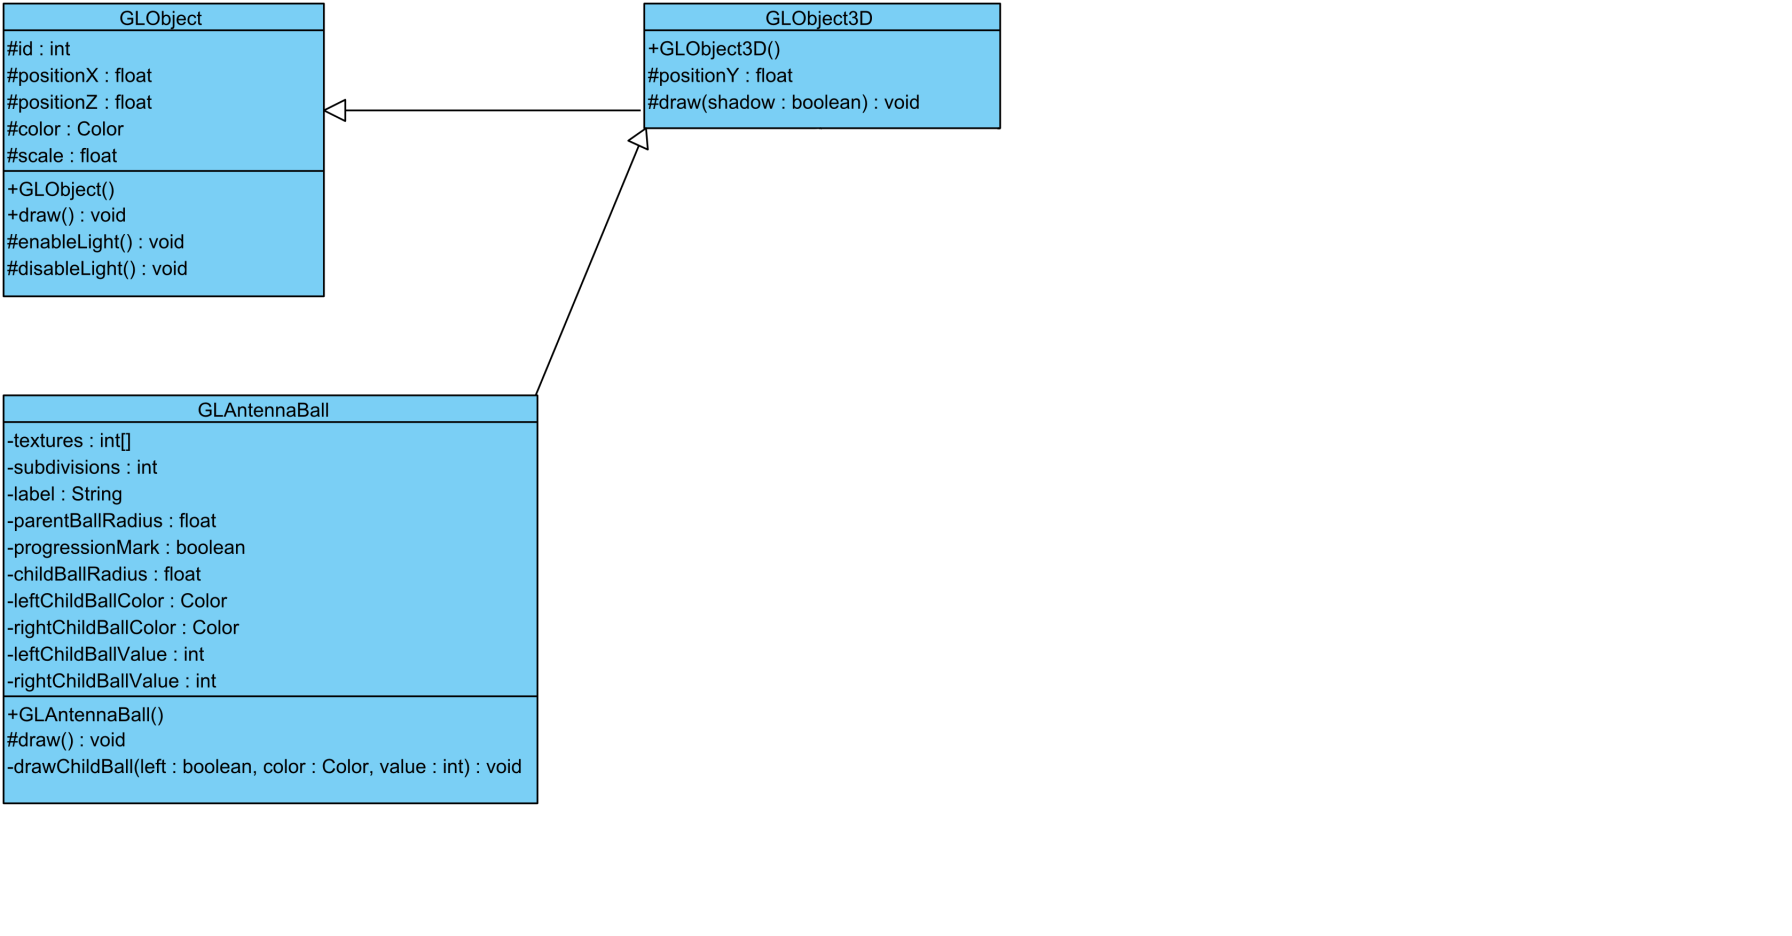 GLObject
#id : int
#positionX : float
#positionZ : float
#color : Color
#scale : float
+GLObject()
+draw() : void
#enableLight() : void
#disableLight() : void
GLObject3D
+GLObject3D()
#positionY : float
#draw(shadow : boolean) : void
GLAntennaBall
-textures : int[]
-subdivisions : int
-label : String
-parentBallRadius : float
-progressionMark : boolean
-childBallRadius : float
-leftChildBallColor : Color
-rightChildBallColor : Color
-leftChildBallValue : int
-rightChildBallValue : int
+GLAntennaBall()
#draw() : void
-drawChildBall(left : boolean, color : Color, value : int) : void